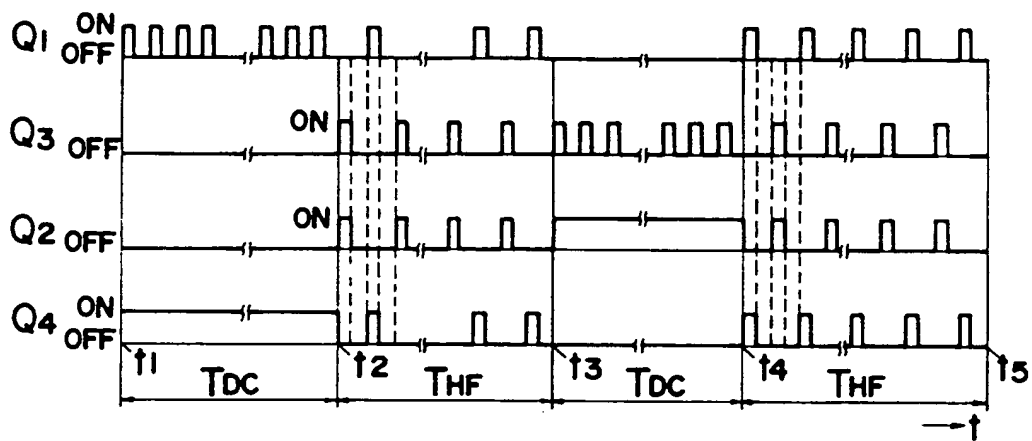 Q1 ON
OFF
Q3 OFF ON
Q2 OFF ON
Q4 ON
OFF
t1 t2 t3 t4 t5
TDC THF TDC THF
t